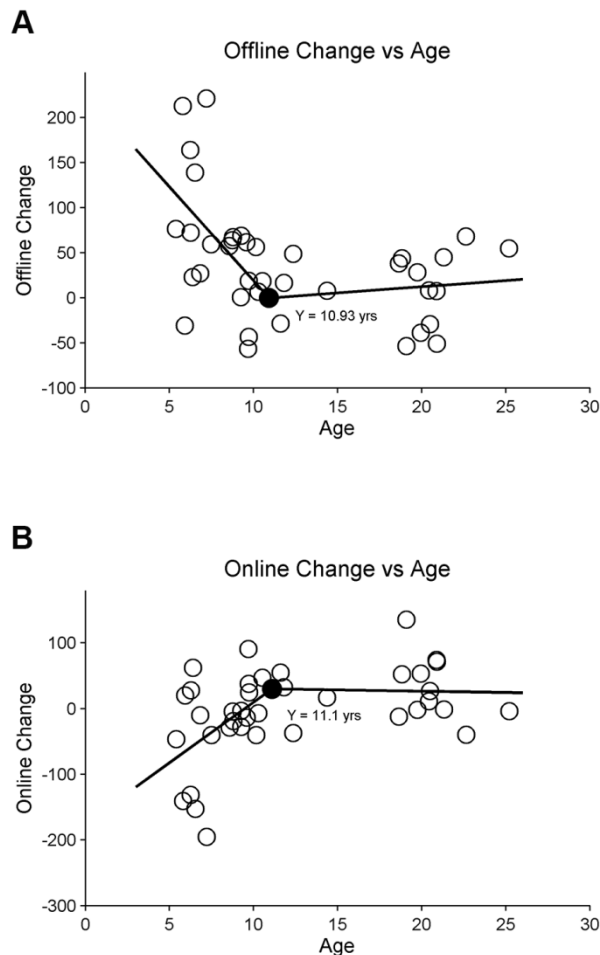 A
Offline Change vs Age
Offline Change
200
150
100
50
0
-50
-100
Y = 10.93 yrs
0 5 10 15 20 25 30
Age
B
Online Change vs Age
Online Change
100
0
-100
-200
-300
Y = 11.1 yrs
0 5 10 15 20 25 30
Age